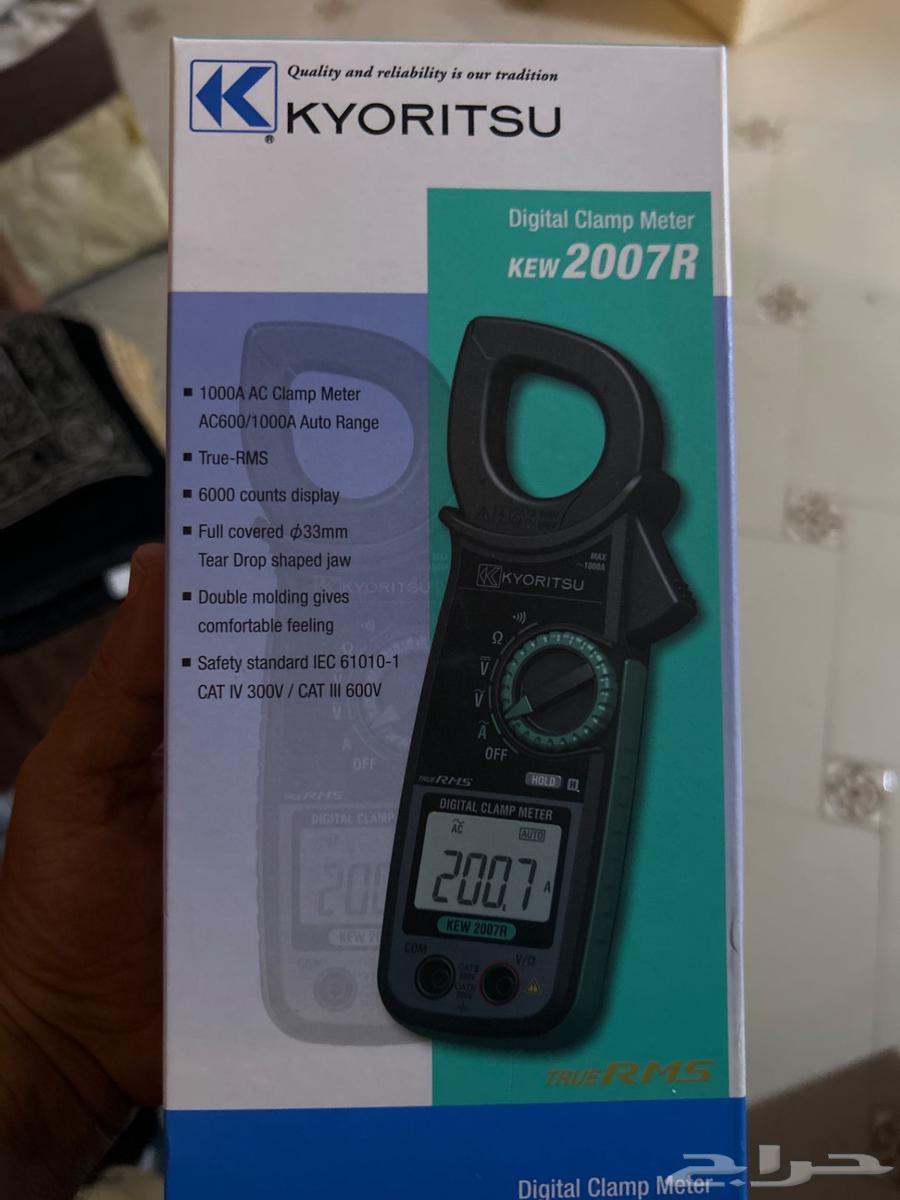 Quality and reliability is our tradition
K
®
KYORITSU
Digital Clamp Meter
KEW 2007R
■ 1000A AC Clamp Meter
AC600/1000A Auto Range
■ True-RMS
■ 6000 counts display
■ Full covered ϕ33mm
Tear Drop shaped jaw
■ Double molding gives
comfortable feeling
■ Safety standard IEC 61010-1
CAT IV 300V / CAT III 600V
MAX
~1000A
KYORITSU
Ω
V
V
A
OFF
TRUE RMS
HOLD
DIGITAL CLAMP METER
AC
AUTO
200.7 A
KEW 2007R
COM
V/Ω
TRUE RMS
Digital Clamp Meter
حراج